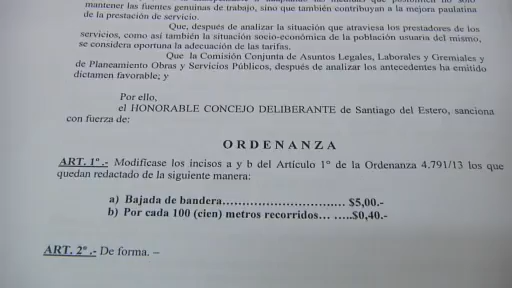 mantener las fuentes genuinas de trabajo, sino que también contribuyan a la mejora paulatina
de la prestación de servicio.
Que, después de analizar la situación que atraviesa los prestadores de los
servicios, como así también la situación socio-económica de la población usuaria del mismo,
se considera oportuna la adecuación de las tarifas.
Que la Comisión Conjunta de Asuntos Legales, Laborales y Gremiales y
de Planeamiento Obras y Servicios Públicos, después de analizar los antecedentes ha emitido
dictamen favorable; y
Por ello,
el HONORABLE CONCEJO DELIBERANTE de Santiago del Estero, sanciona
con fuerza de:
ORDENANZA
ART. 1º.- Modifícase los incisos a y b del Artículo 1° de la Ordenanza 4.791/13 los que
quedan redactado de la siguiente manera:
a) Bajada de bandera............................... $5,00.-
b) Por cada 100 (cien) metros recorridos... .....$0,40.-
ART. 2º .- De forma. –